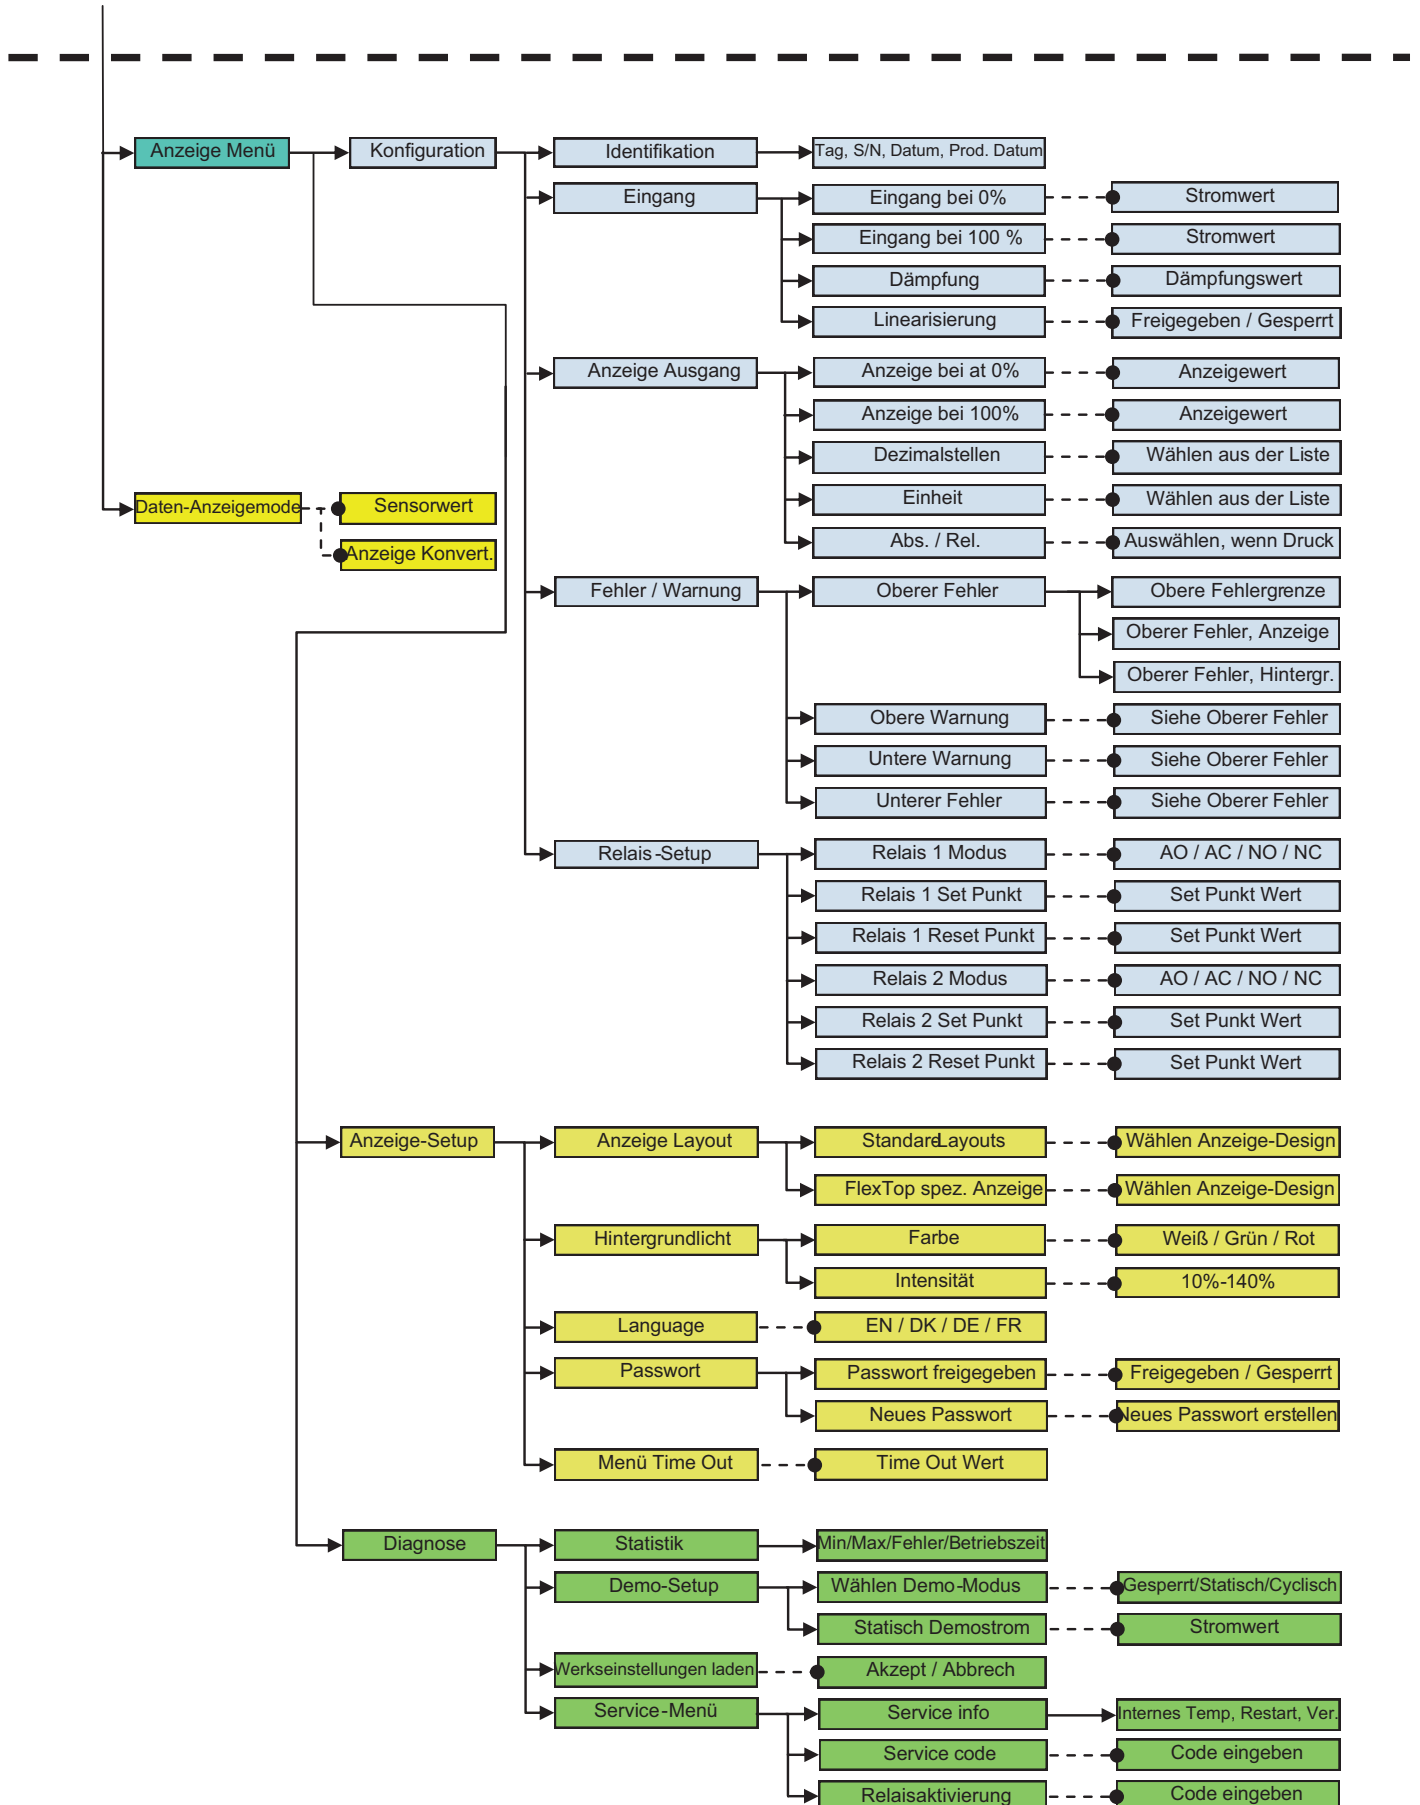 Anzeige Menü
Konfiguration
Identifikation
Tag, S/N, Datum, Prod. Datum
Eingang
Eingang bei 0%
Stromwert
Eingang bei 100 %
Stromwert
Dämpfung
Dämpfungswert
Linearisierung
Freigegeben / Gesperrt
Anzeige Ausgang
Anzeige bei at 0%
Anzeigewert
Anzeige bei 100%
Anzeigewert
Dezimalstellen
Wählen aus der Liste
Daten-Anzeigemode
Sensorwert
Einheit
Wählen aus der Liste
Anzeige Konvert.
Abs. / Rel.
Auswählen, wenn Druck
Fehler / Warnung
Oberer Fehler
Obere Fehlergrenze
Oberer Fehler, Anzeige
Oberer Fehler, Hintergr.
Obere Warnung
Siehe Oberer Fehler
Untere Warnung
Siehe Oberer Fehler
Unterer Fehler
Siehe Oberer Fehler
Relais-Setup
Relais 1 Modus
AO / AC / NO / NC
Relais 1 Set Punkt
Set Punkt Wert
Relais 1 Reset Punkt
Set Punkt Wert
Relais 2 Modus
AO / AC / NO / NC
Relais 2 Set Punkt
Set Punkt Wert
Relais 2 Reset Punkt
Set Punkt Wert
Anzeige-Setup
Anzeige Layout
Standard Layouts
Wählen Anzeige-Design
FlexTop spez. Anzeige
Wählen Anzeige-Design
Hintergrundlicht
Farbe
Weiß / Grün / Rot
Intensität
10%-140%
Language
EN / DK / DE / FR
Passwort
Passwort freigegeben
Freigegeben / Gesperrt
Neues Passwort
Neues Passwort erstellen
Menü Time Out
Time Out Wert
Diagnose
Statistik
Min/Max/Fehler/Betriebszeit
Demo-Setup
Wählen Demo-Modus
Gesperrt/Statisch/Cyclisch
Statisch Demostrom
Stromwert
Werkseinstellungen laden
Akzept / Abbrech
Service-Menü
Service info
Internes Temp, Restart, Ver.
Service code
Code eingeben
Relaisaktivierung
Code eingeben